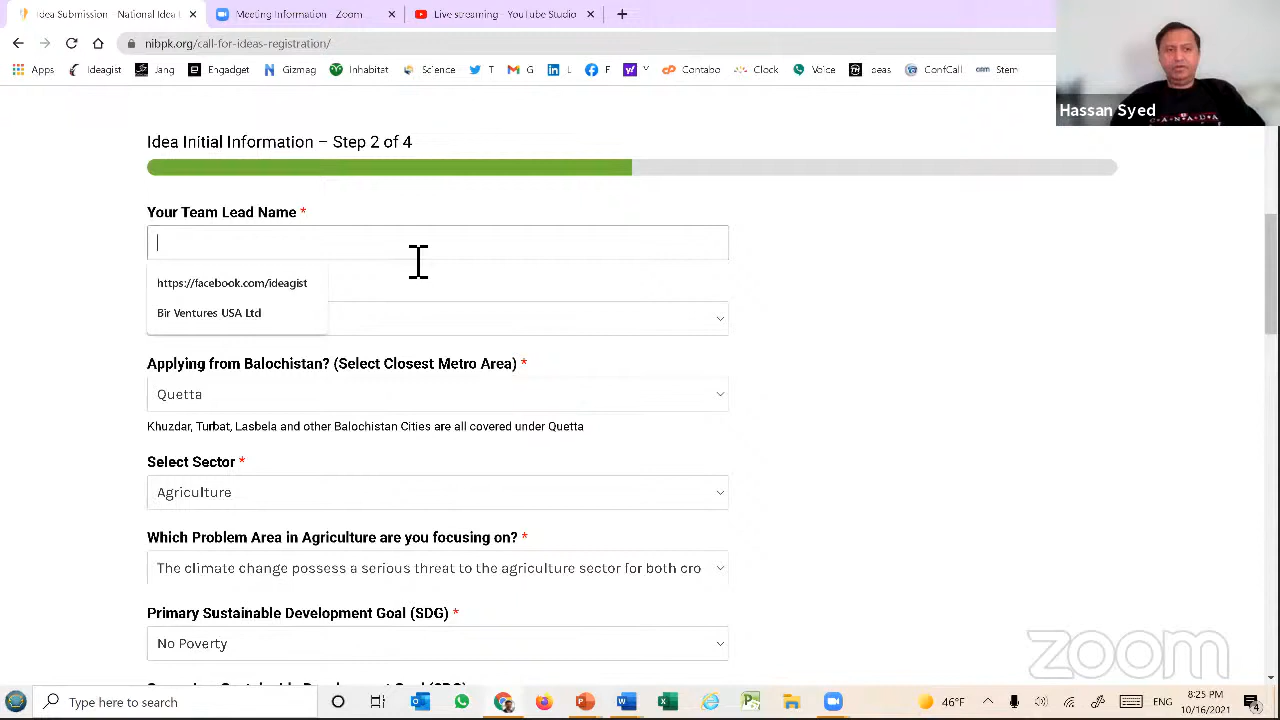 Idea Submission - National In
Meeting Information - Zoom
Live streaming - YouTube Studio
nibpk.org/call-for-ideas-registration/
Apps
Ideagist
Jang
Engadget
Gizmag
Inhabitat
Science
T
G
L
F
Y
Contabo
Clock
Voice
ideas
ConfCall
Stem
Hassan Syed
Idea Initial Information – Step 2 of 4
Your Team Lead Name *
https://facebook.com/ideagist
Bir Ventures USA Ltd
Applying from Balochistan? (Select Closest Metro Area) *
Quetta
Khuzdar, Turbat, Lasbela and other Balochistan Cities are all covered under Quetta
Select Sector *
Agriculture
Which Problem Area in Agriculture are you focusing on? *
The climate change possess a serious threat to the agriculture sector for both cro
Primary Sustainable Development Goal (SDG) *
No Poverty
zoom
Type here to search
46°F
8:25 PM
10/16/2021